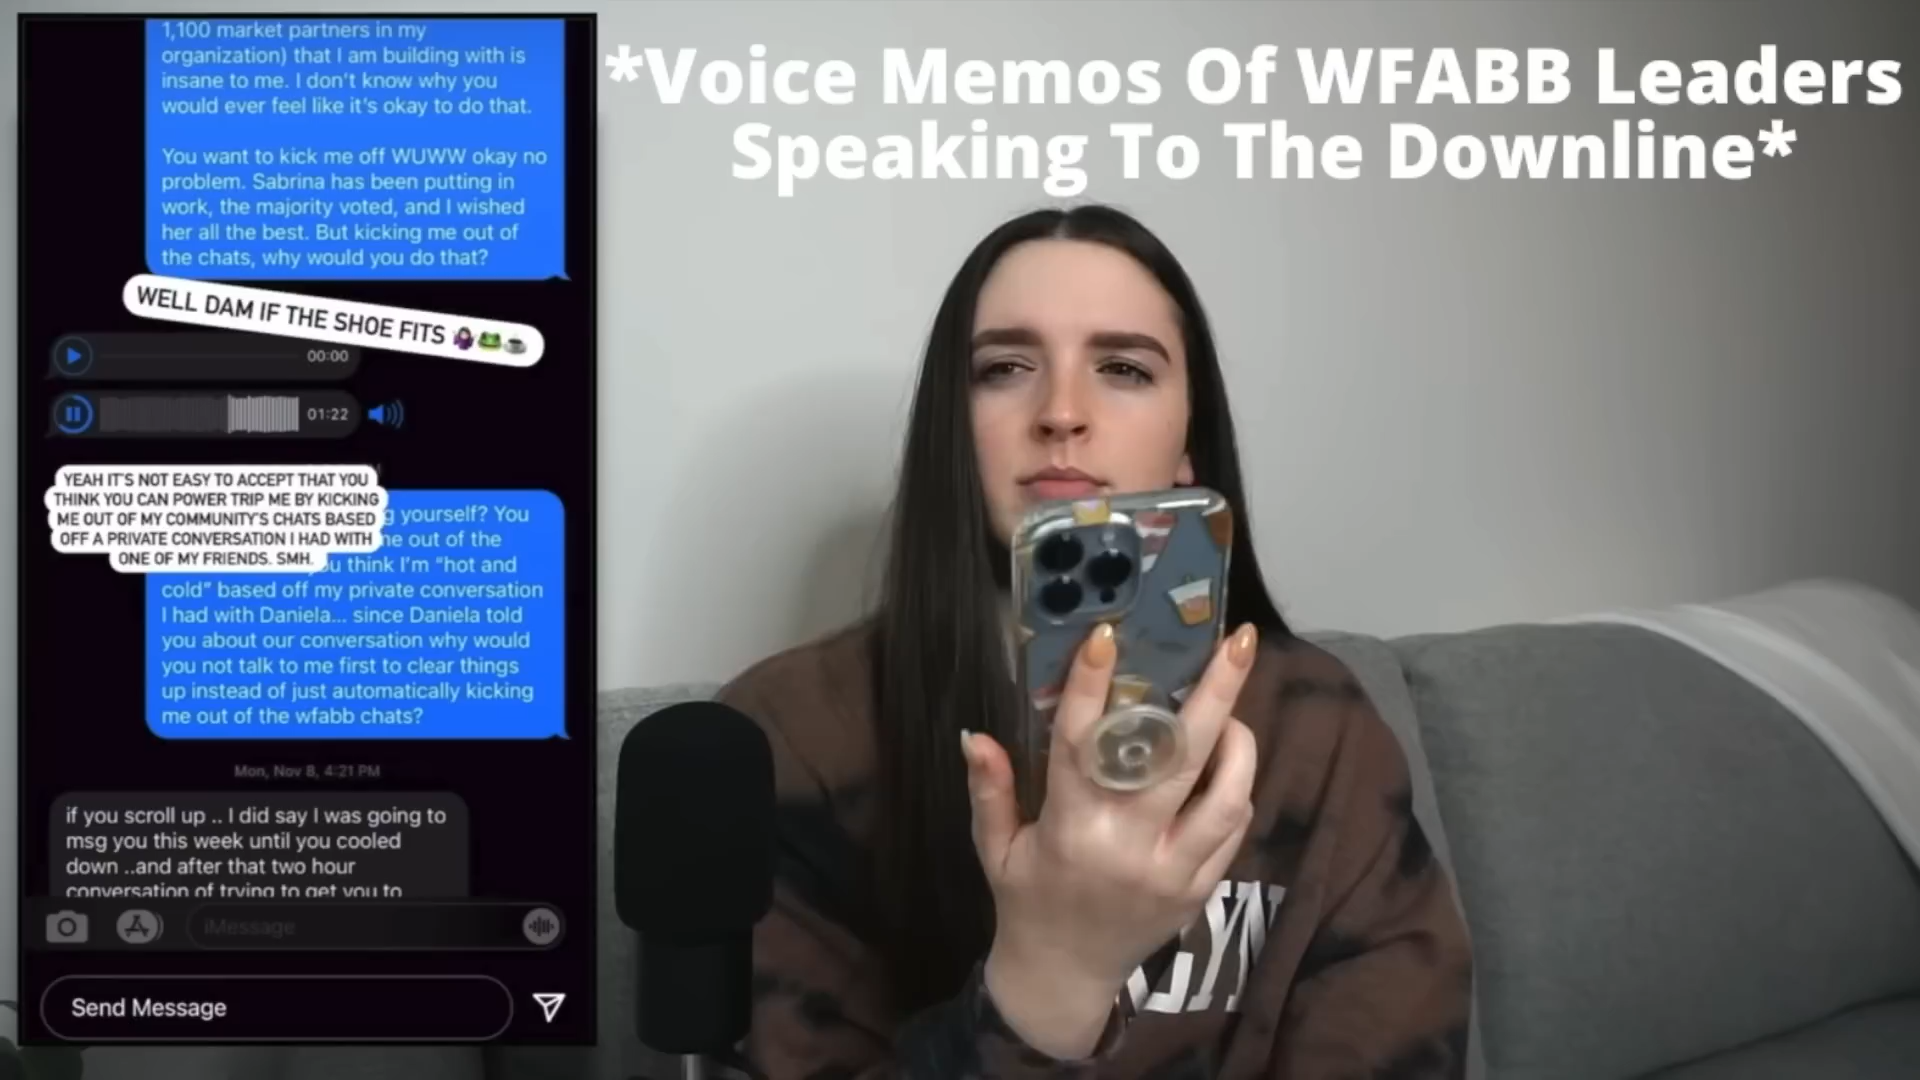 1,100 market partners in my
organization) that I am building with is
insane to me. I don't know why you
would ever feel like it's okay to do that.
You want to kick me off WUWW okay no
problem. Sabrina has been putting in
work, the majority voted, and I wished
her all the best. But kicking me out of
the chats, why would you do that?
WELL DAM IF THE SHOE FITS 🤷🏻‍♀️🐸☕
00:00
01:22
YEAH IT'S NOT EASY TO ACCEPT THAT YOU
THINK YOU CAN POWER TRIP ME BY KICKING
ME OUT OF MY COMMUNITY'S CHATS BASED
OFF A PRIVATE CONVERSATION I HAD WITH
ONE OF MY FRIENDS. SMH.
g yourself? You
me out of the
u think I'm "hot and
cold" based off my private conversation
I had with Daniela... since Daniela told
you about our conversation why would
you not talk to me first to clear things
up instead of just automatically kicking
me out of the wfabb chats?
Mon, Nov 8, 4:21 PM
if you scroll up .. I did say I was going to
msg you this week until you cooled
down ..and after that two hour
conversation of trying to get you to
iMessage
Send Message
*Voice Memos Of WFABB Leaders
Speaking To The Downline*
LYN